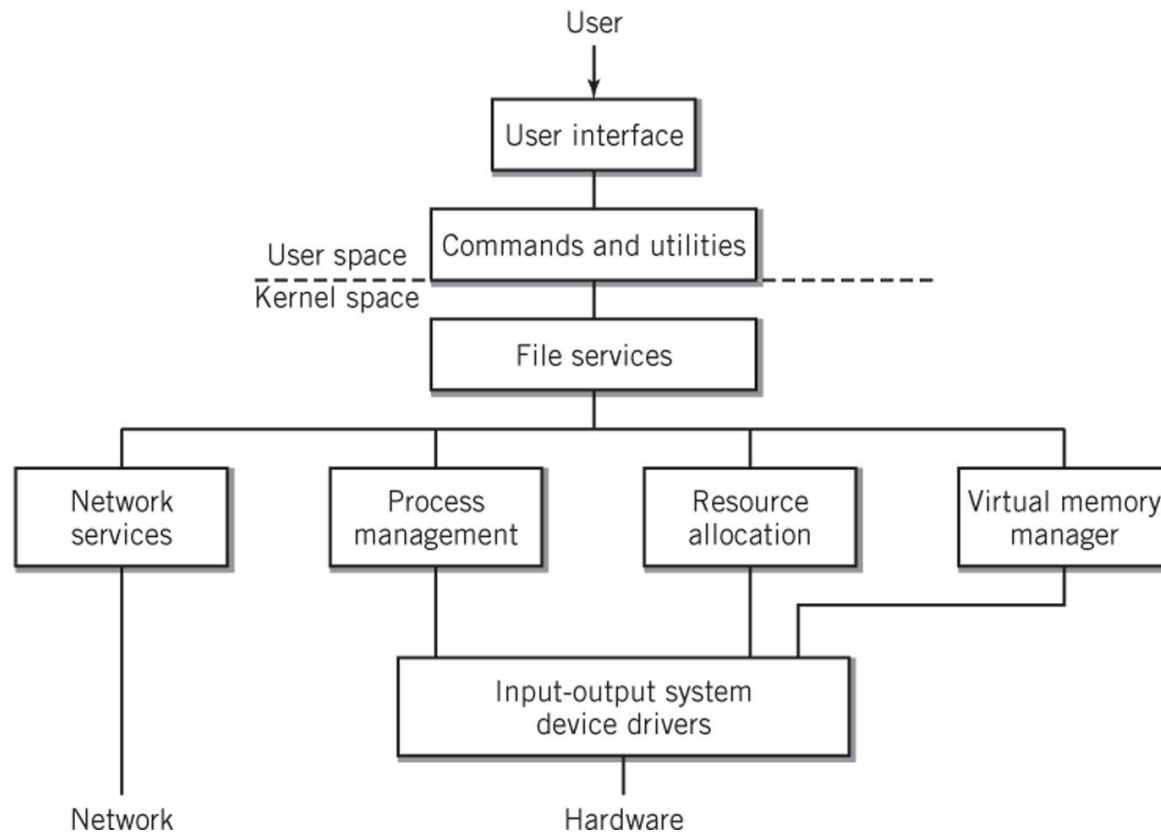 User
User interface
Commands and utilities
User space
Kernel space
File services
Network
services
Process
management
Resource
allocation
Virtual memory
manager
Input-output system
device drivers
Network
Hardware